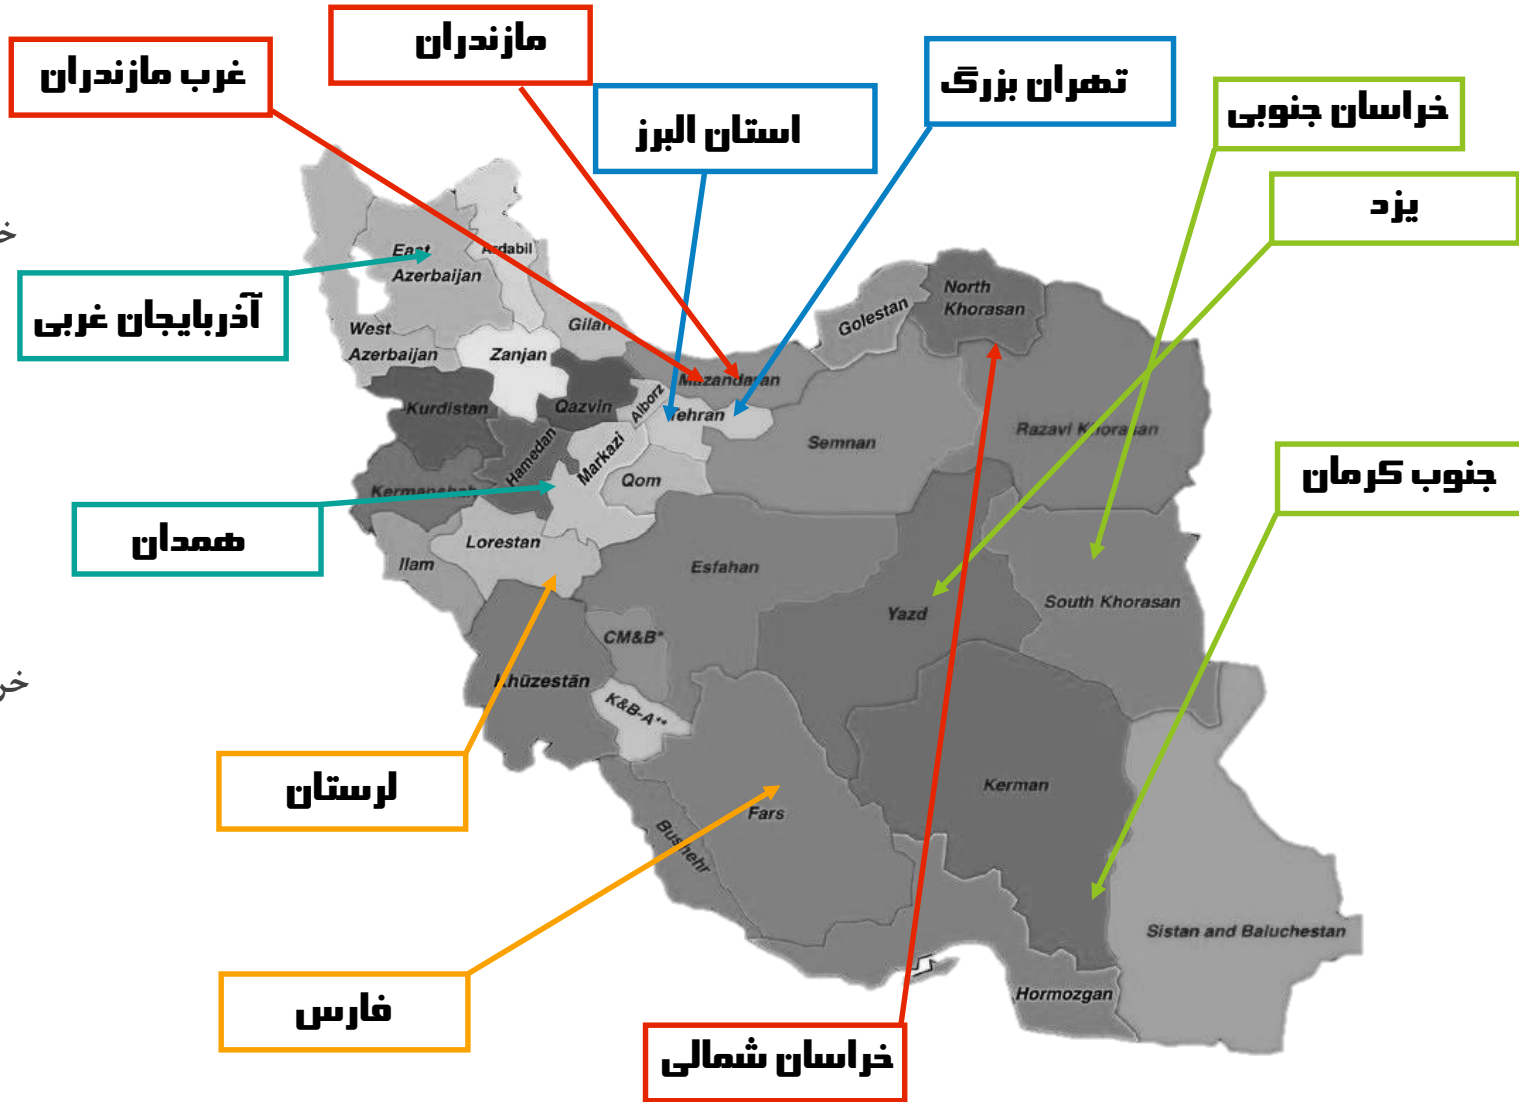 مازندران
غرب مازندران
تهران بزرگ
استان البرز
خراسان جنوبی
یزد
آذربایجان غربی
جنوب کرمان
همدان
لرستان
فارس
خراسان شمالی
East
Azerbaijan
Ardabil
West
Azerbaijan
Zanjan
Gilan
Golestan
North
Khorasan
Mazandaran
Kurdistan
Qazvin
Alborz
Tehran
Semnan
Razavi Khorasan
Hamedan
Markazi
Qom
Kermanshah
Lorestan
Ilam
Esfahan
Yazd
South Khorasan
CM&B*
Khūzestān
K&B-A**
Kerman
Fars
Bushehr
Sistan and Baluchestan
Hormozgan